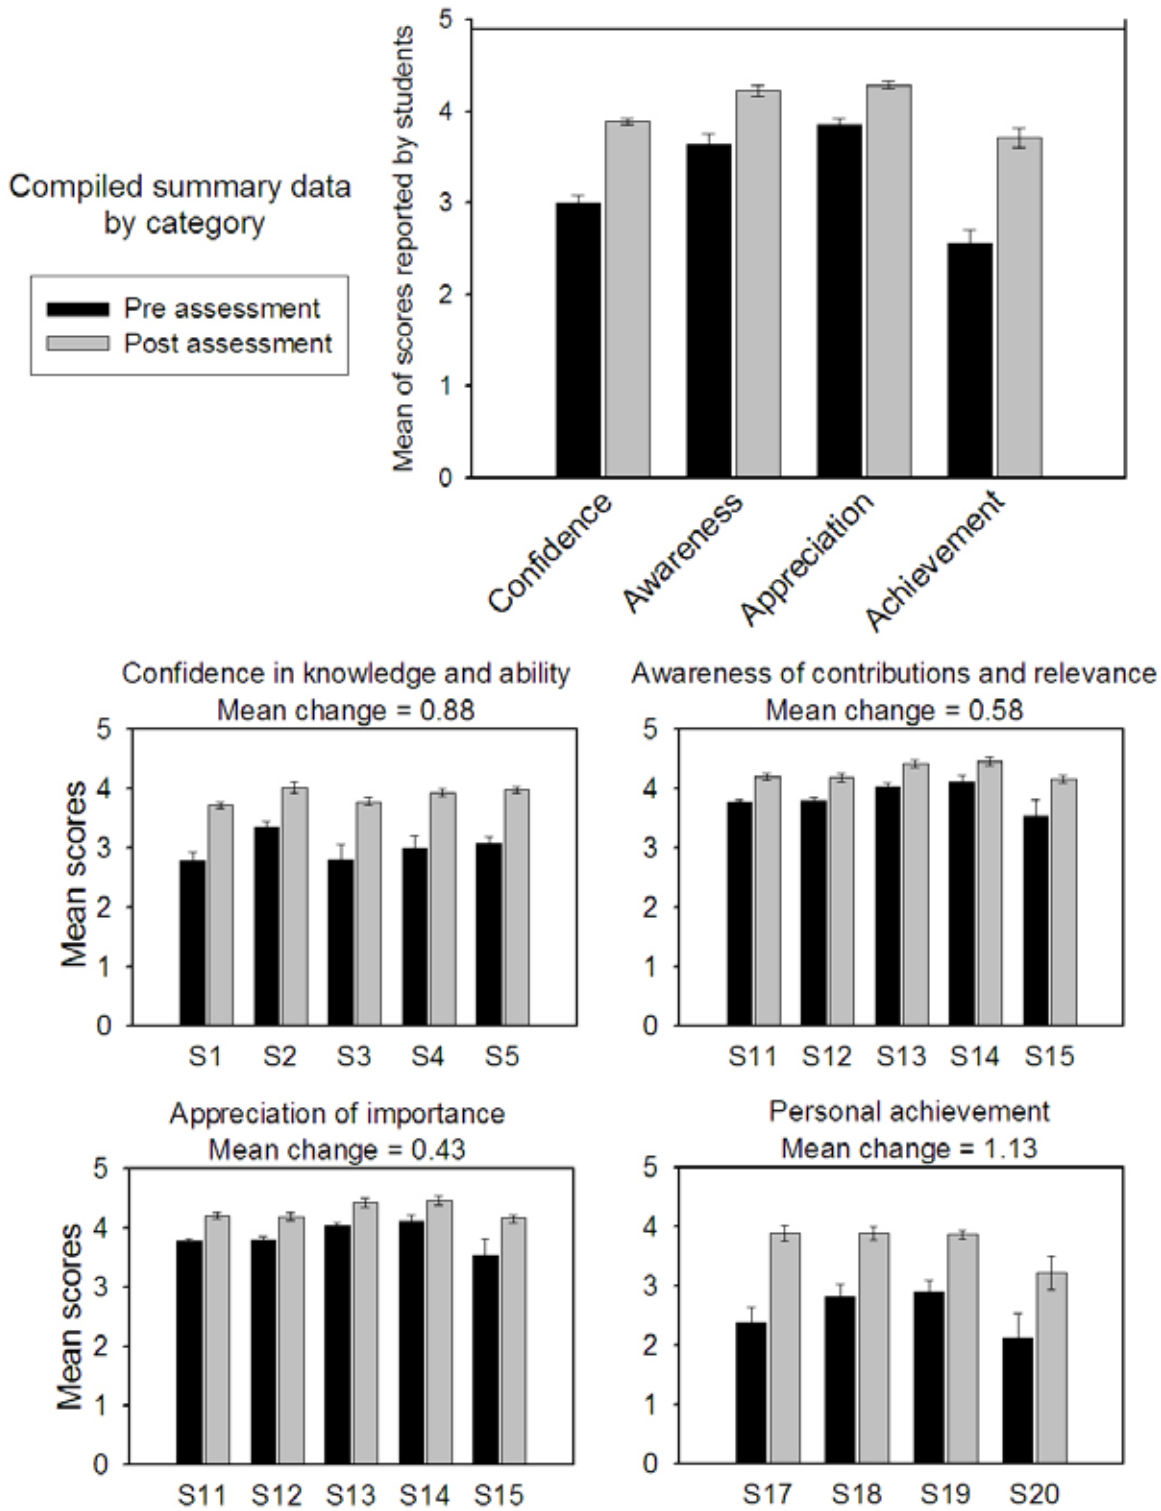 Compiled summary data
by category
Pre assessment
Post assessment
Mean of scores reported by students
5
4
3
2
1
0
Confidence
Awareness
Appreciation
Achievement
Confidence in knowledge and ability
Mean change = 0.88
Mean scores
5
4
3
2
1
0
S1 S2 S3 S4 S5
Awareness of contributions and relevance
Mean change = 0.58
5
4
3
2
1
0
S11 S12 S13 S14 S15
Appreciation of importance
Mean change = 0.43
Mean scores
5
4
3
2
1
0
S11 S12 S13 S14 S15
Personal achievement
Mean change = 1.13
5
4
3
2
1
0
S17 S18 S19 S20